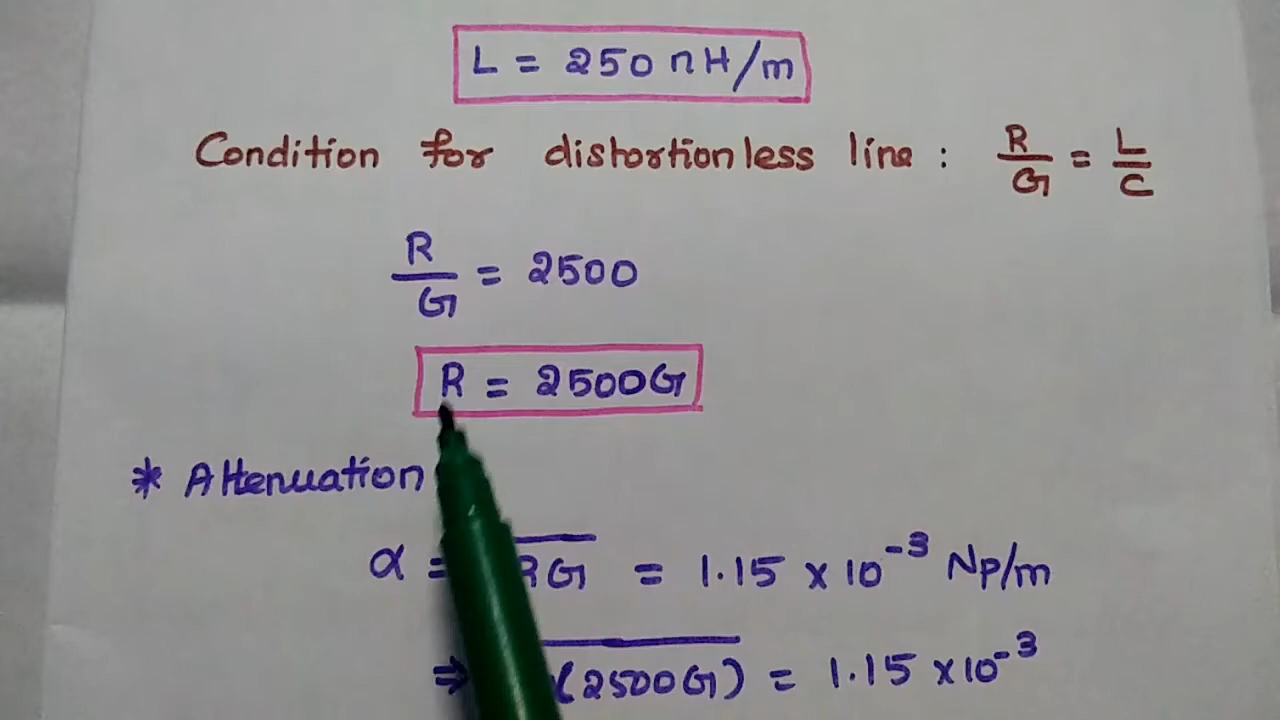 L = 250 nH/m
Condition for distortionless line : R/G = L/C
R/G = 2500
R = 2500G
* Attenuation
α = RG = 1.15 × 10⁻³ Np/m
⇒ (2500G) = 1.15 × 10⁻³